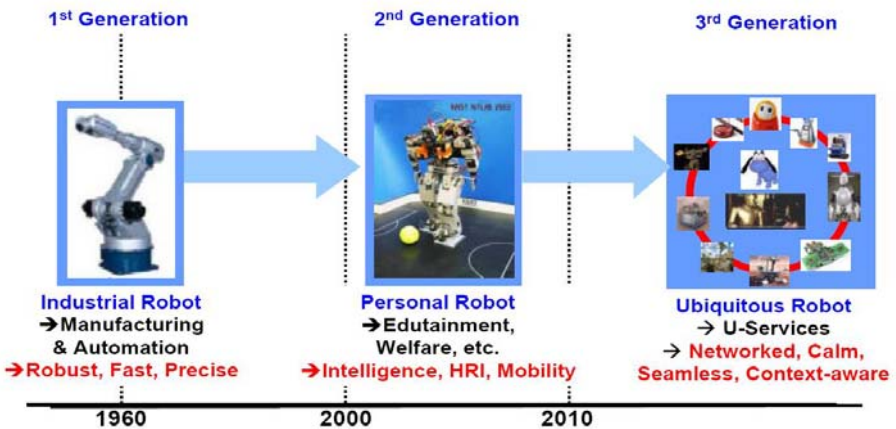 1st Generation
2nd Generation
3rd Generation
Industrial Robot
➔Manufacturing
& Automation
➔Robust, Fast, Precise
Personal Robot
➔Edutainment,
Welfare, etc.
➔Intelligence, HRI, Mobility
Ubiquitous Robot
→ U-Services
→ Networked, Calm,
Seamless, Context-aware
1960
2000
2010